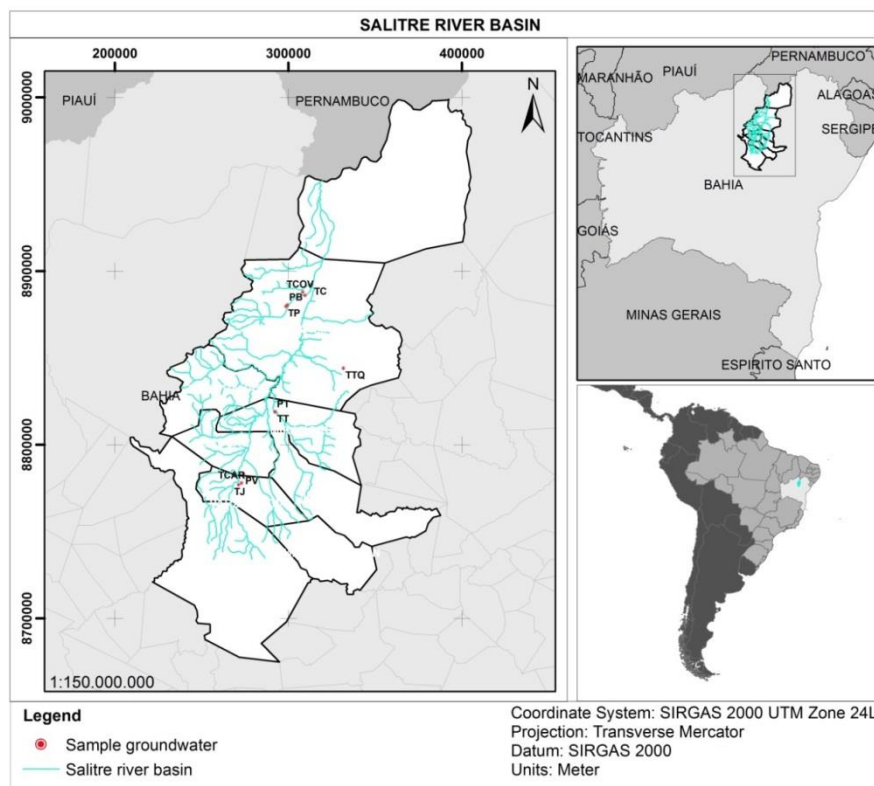 SALITRE RIVER BASIN
200000
300000
400000
9000000
8900000
8800000
8700000
PIAUÍ
PERNAMBUCO
N
TCOV
TC
PB
TP
TTQ
BAHIA
PT
TT
TCAR
PV
TJ
1:150.000.000
MARANHÃO
PIAUÍ
PERNAMBUCO
ALAGOAS
SERGIPE
TOCANTINS
BAHIA
GOIÁS
MINAS GERAIS
ESPIRITO SANTO
Legend
Sample groundwater
Salitre river basin
Coordinate System: SIRGAS 2000 UTM Zone 24L
Projection: Transverse Mercator
Datum: SIRGAS 2000
Units: Meter